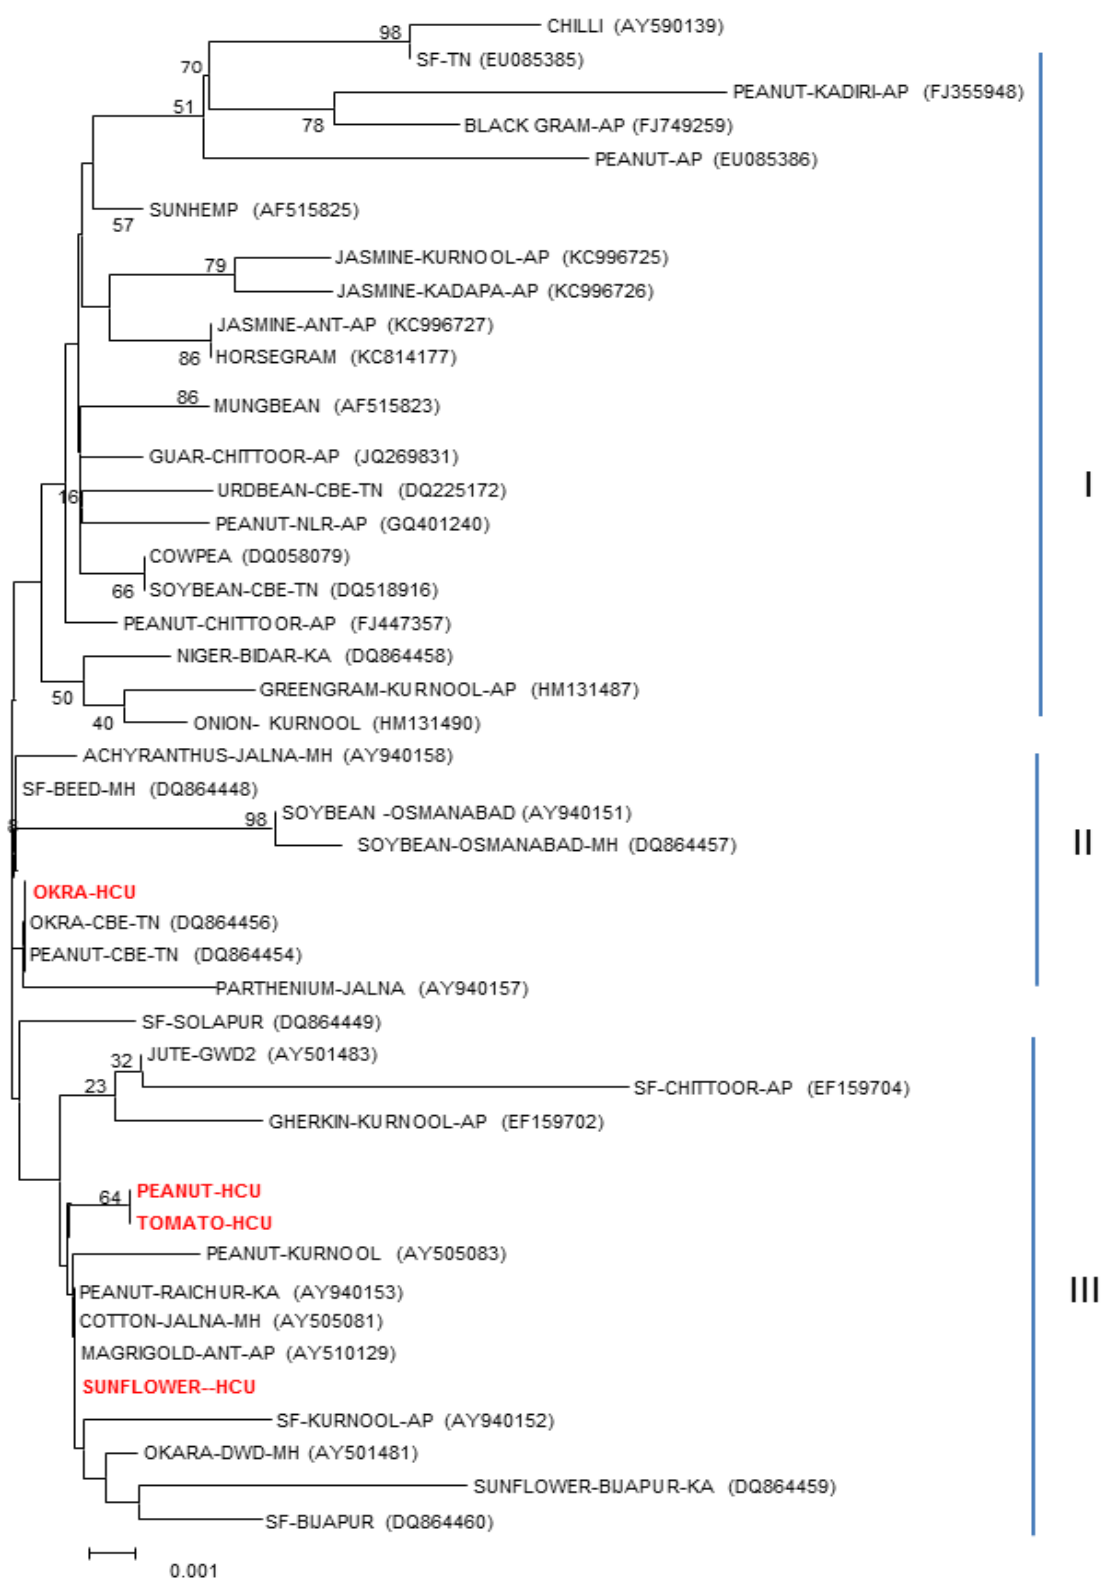 CHILLI (AY590139)
98
SF-TN (EU085385)
70
PEANUT-KADIRI-AP (FJ355948)
51
78
BLACK GRAM-AP (FJ749259)
PEANUT-AP (EU085386)
SUNHEMP (AF515825)
57
JASMINE-KURNOOL-AP (KC996725)
79
JASMINE-KADAPA-AP (KC996726)
JASMINE-ANT-AP (KC996727)
86
HORSEGRAM (KC814177)
86
MUNGBEAN (AF515823)
GUAR-CHITTOOR-AP (JQ269831)
I
URDBEAN-CBE-TN (DQ225172)
16
PEANUT-NLR-AP (GQ401240)
COWPEA (DQ058079)
66
SOYBEAN-CBE-TN (DQ518916)
PEANUT-CHITTOOR-AP (FJ447357)
NIGER-BIDAR-KA (DQ864458)
50
GREENGRAM-KURNOOL-AP (HM131487)
40
ONION- KURNOOL (HM131490)
ACHYRANTHUS-JALNA-MH (AY940158)
SF-BEED-MH (DQ864448)
SOYBEAN -OSMANABAD (AY940151)
98
8
SOYBEAN-OSMANABAD-MH (DQ864457)
II
OKRA-HCU
OKRA-CBE-TN (DQ864456)
PEANUT-CBE-TN (DQ864454)
PARTHENIUM-JALNA (AY940157)
SF-SOLAPUR (DQ864449)
JUTE-GWD2 (AY501483)
32
23
SF-CHITTOOR-AP (EF159704)
GHERKIN-KURNOOL-AP (EF159702)
PEANUT-HCU
64
TOMATO-HCU
PEANUT-KURNOOL (AY505083)
PEANUT-RAICHUR-KA (AY940153)
III
COTTON-JALNA-MH (AY505081)
MAGRIGOLD-ANT-AP (AY510129)
SUNFLOWER--HCU
SF-KURNOOL-AP (AY940152)
OKARA-DWD-MH (AY501481)
SUNFLOWER-BIJAPUR-KA (DQ864459)
SF-BIJAPUR (DQ864460)
0.001